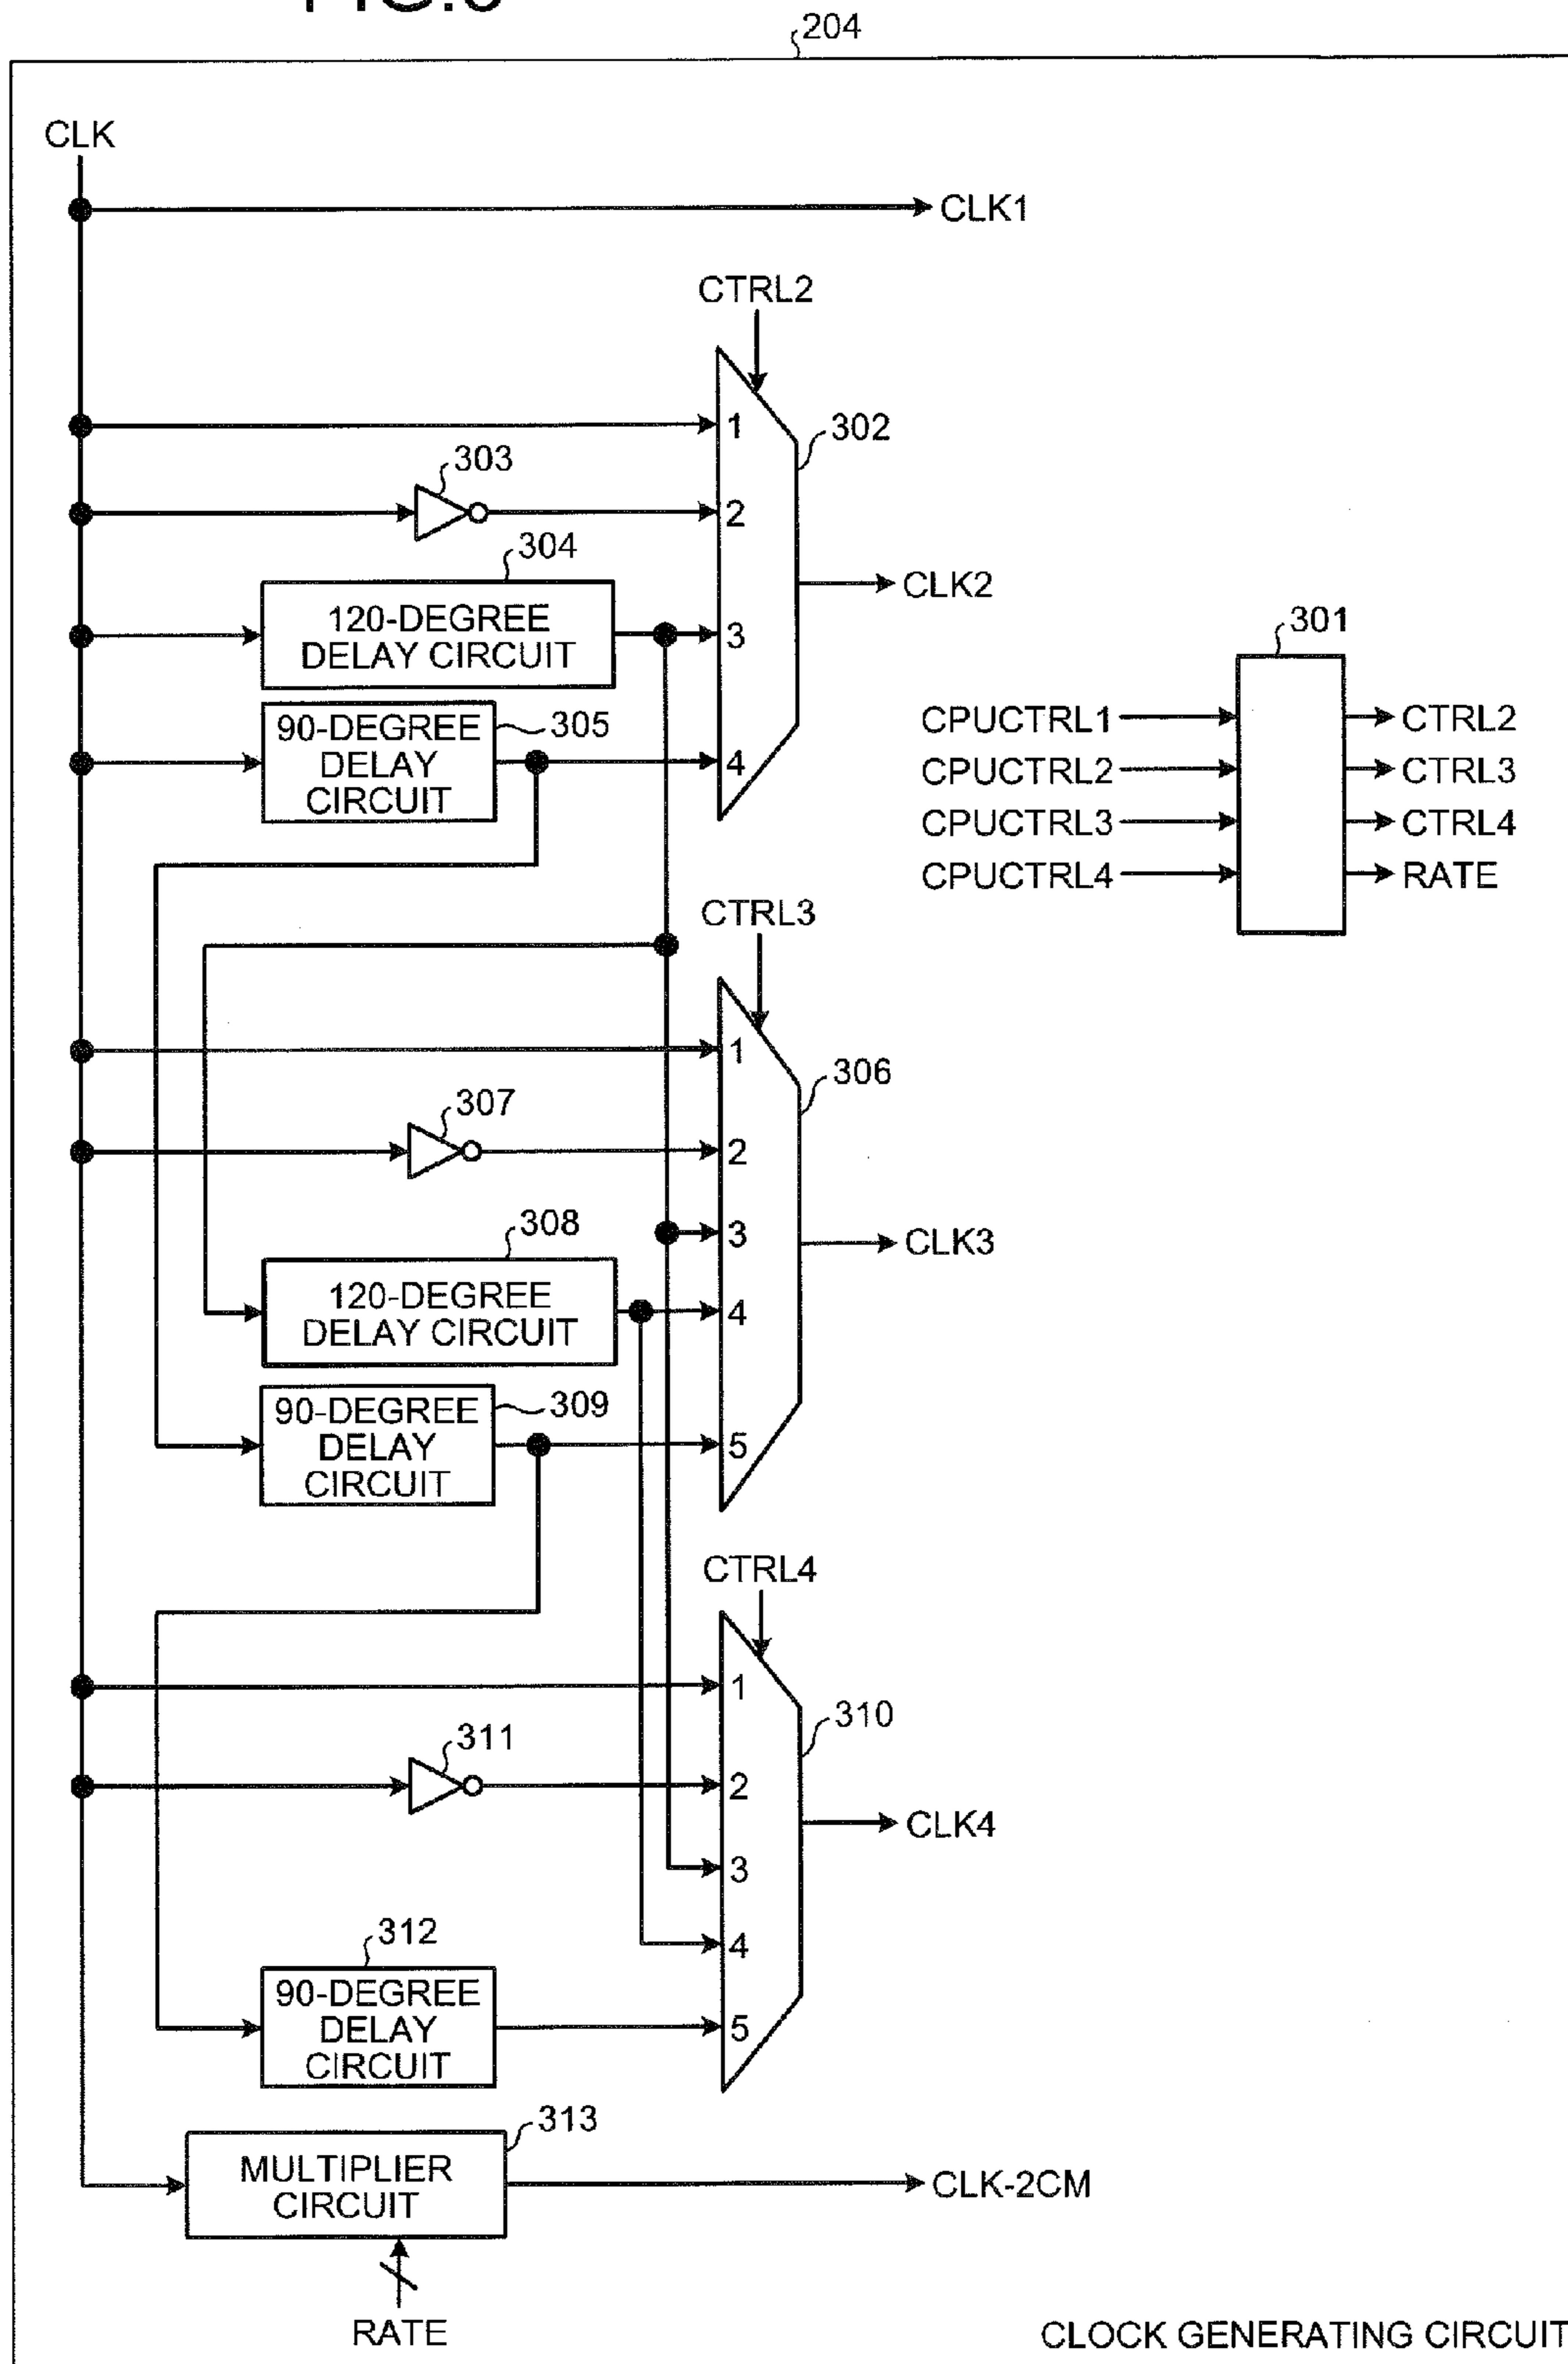 204
CLK
CLK1
CTRL2
1
302
303
2
304
CLK2
120-DEGREE
DELAY CIRCUIT
3
301
90-DEGREE
DELAY
CIRCUIT
305
4
CPUCTRL1
CTRL2
CPUCTRL2
CTRL3
CPUCTRL3
CTRL4
CPUCTRL4
RATE
CTRL3
1
306
307
2
308
3
CLK3
120-DEGREE
DELAY CIRCUIT
4
90-DEGREE
DELAY
CIRCUIT
309
5
CTRL4
1
310
311
2
CLK4
3
312
4
90-DEGREE
DELAY
CIRCUIT
5
313
MULTIPLIER
CIRCUIT
CLK-2CM
RATE
CLOCK GENERATING CIRCUIT